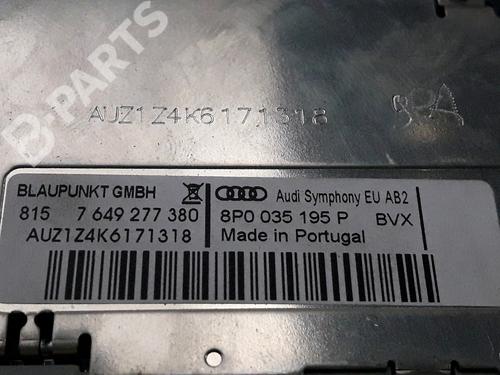 B-PARTS
AUZ1Z4K6171318
BLAUPUNKT GMBH
Audi Symphony EU AB2
815 7 649 277 380
8P0 035 195 P BVX
AUZ1Z4K6171318
Made in Portugal